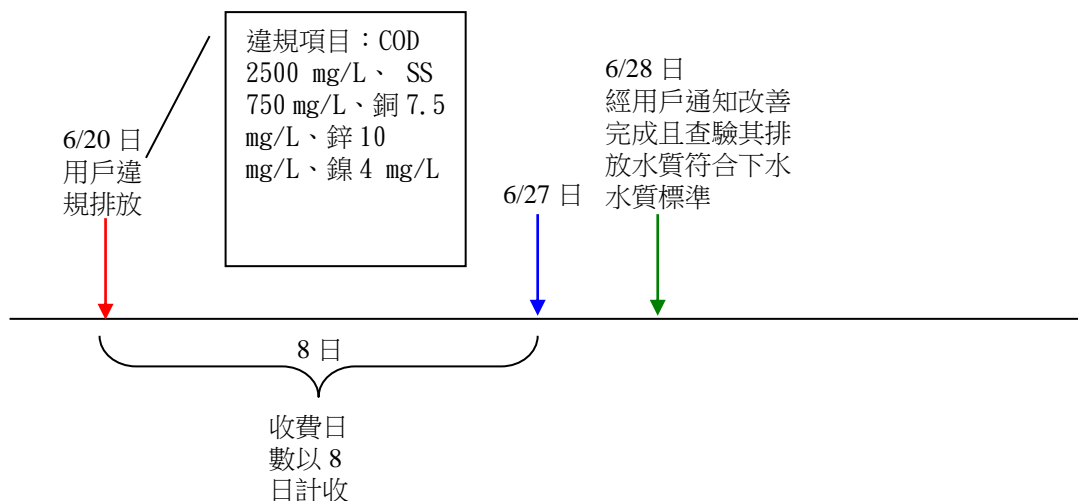 違規項目：COD
2500 mg/L、 SS
750 mg/L、銅 7.5
mg/L、鋅 10
mg/L、鎳 4 mg/L
6/20 日
用戶違
規排放
6/27 日
6/28 日
經用戶通知改善
完成且查驗其排
放水質符合下水
水質標準
8 日
收費日
數以 8
日計收